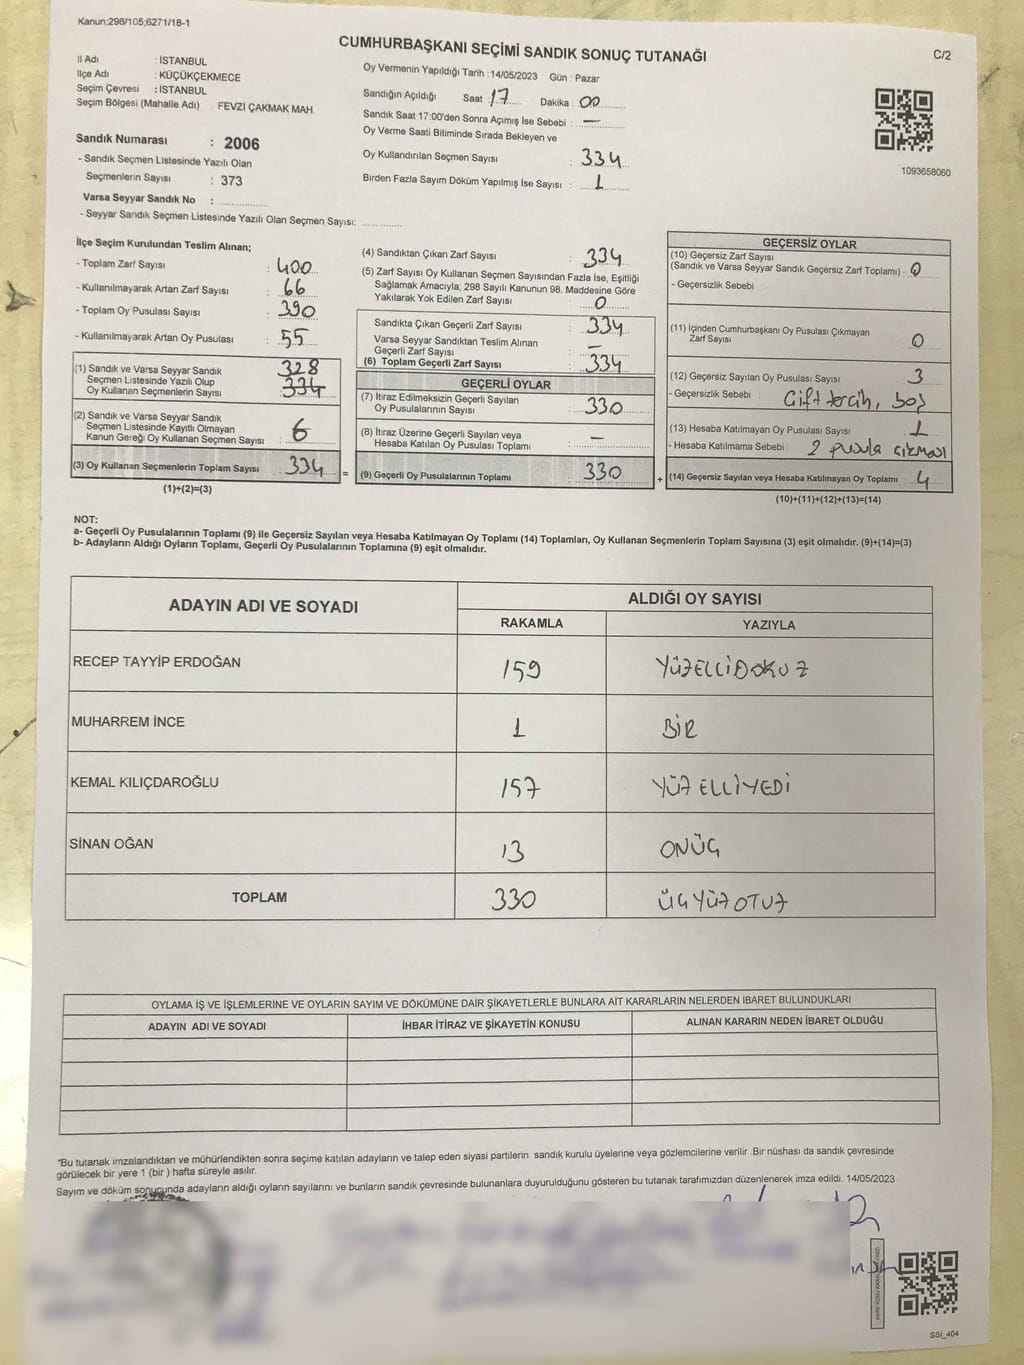 Kanun;298/105;6271/18-1
CUMHURBAŞKANI SEÇİMİ SANDIK SONUÇ TUTANAĞI
C/2
İl Adı : İSTANBUL
İlçe Adı : KÜÇÜKÇEKMECE
Seçim Çevresi : İSTANBUL
Seçim Bölgesi (Mahalle Adı) : FEVZİ ÇAKMAK MAH.
Sandık Numarası : 2006
- Sandık Seçmen Listesinde Yazılı Olan
Seçmenlerin Sayısı : 373
Varsa Seyyar Sandık No : ..............
- Seyyar Sandık Seçmen Listesinde Yazılı Olan Seçmen Sayısı: ............
Oy Vermenin Yapıldığı Tarih : 14/05/2023 Gün : Pazar
Sandığın Açıldığı Saat : 17 Dakika : 00
Sandık Saat 17:00'den Sonra Açımış İse Sebebi : —
Oy Verme Saati Bitiminde Sırada Bekleyen ve
Oy Kullandırılan Seçmen Sayısı : 334
Birden Fazla Sayım Döküm Yapılmış İse Sayısı : 1
1093658060
İlçe Seçim Kurulundan Teslim Alınan;
- Toplam Zarf Sayısı : 400
- Kullanılmayarak Artan Zarf Sayısı : 66
- Toplam Oy Pusulası Sayısı : 390
- Kullanılmayarak Artan Oy Pusulası : 55
(1) Sandık ve Varsa Seyyar Sandık 328
Seçmen Listesinde Yazılı Olup
Oy Kullanan Seçmenlerin Sayısı : 334
(2) Sandık ve Varsa Seyyar Sandık
Seçmen Listesinde Kayıtlı Olmayan
Kanun Gereği Oy Kullanan Seçmen Sayısı : 6
(3) Oy Kullanan Seçmenlerin Toplam Sayısı : 334
(1)+(2)=(3)
(4) Sandıktan Çıkan Zarf Sayısı : 334
(5) Zarf Sayısı Oy Kullanan Seçmen Sayısından Fazla İse, Eşitliği
Sağlamak Amacıyla; 298 Sayılı Kanunun 98. Maddesine Göre
Yakılarak Yok Edilen Zarf Sayısı : 0
Sandıkta Çıkan Geçerli Zarf Sayısı : 334
Varsa Seyyar Sandıktan Teslim Alınan
Geçerli Zarf Sayısı : —
(6) Toplam Geçerli Zarf Sayısı : 334
GEÇERLİ OYLAR
(7) İtiraz Edilmeksizin Geçerli Sayılan
Oy Pusulalarının Sayısı : 330
(8) İtiraz Üzerine Geçerli Sayılan veya
Hesaba Katılan Oy Pusulası Toplamı : —
= (9) Geçerli Oy Pusulalarının Toplamı : 330
GEÇERSİZ OYLAR
(10) Geçersiz Zarf Sayısı
(Sandık ve Varsa Seyyar Sandık Geçersiz Zarf Toplamı) : 0
- Geçersizlik Sebebi :
(11) İçinden Cumhurbaşkanı Oy Pusulası Çıkmayan
Zarf Sayısı : 0
(12) Geçersiz Sayılan Oy Pusulası Sayısı : 3
- Geçersizlik Sebebi : Çift tercih, boş
(13) Hesaba Katılmayan Oy Pusulası Sayısı : 1
- Hesaba Katılmama Sebebi : 2 pusula çıkması
+ (14) Geçersiz Sayılan veya Hesaba Katılmayan Oy Toplamı : 4
(10)+(11)+(12)+(13)=(14)
NOT:
a- Geçerli Oy Pusulalarının Toplamı (9) ile Geçersiz Sayılan veya Hesaba Katılmayan Oy Toplamı (14) Toplamları, Oy Kullanan Seçmenlerin Toplam Sayısına (3) eşit olmalıdır. (9)+(14)=(3)
b- Adayların Aldığı Oyların Toplamı, Geçerli Oy Pusulalarının Toplamına (9) eşit olmalıdır.
ADAYIN ADI VE SOYADI
ALDIĞI OY SAYISI
RAKAMLA YAZIYLA
RECEP TAYYİP ERDOĞAN 159 YÜZELLİDOKUZ
MUHARREM İNCE 1 BİR
KEMAL KILIÇDAROĞLU 157 YÜZELLİYEDİ
SİNAN OĞAN 13 ONÜÇ
TOPLAM 330 ÜÇYÜZOTUZ
OYLAMA İŞ VE İŞLEMLERİNE VE OYLARIN SAYIM VE DÖKÜMÜNE DAİR ŞİKAYETLERLE BUNLARA AİT KARARLARIN NELERDEN İBARET BULUNDUKLARI
ADAYIN ADI VE SOYADI İHBAR İTİRAZ VE ŞİKAYETİN KONUSU ALINAN KARARIN NEDEN İBARET OLDUĞU
*Bu tutanak imzalandıktan ve mühürlendikten sonra seçime katılan adayların ve talep eden siyasi partilerin sandık kurulu üyelerine veya gözlemcilerine verilir .Bir nüshası da sandık çevresinde
görülecek bir yere 1 (bir ) hafta süreyle asılır.
Sayım ve döküm sonucunda adayların aldığı oyların sayılarını ve bunların sandık çevresinde bulunanlara duyurulduğunu gösteren bu tutanak tarafımızdan düzenlenerek imza edildi. 14/05/2023
SSİ_404